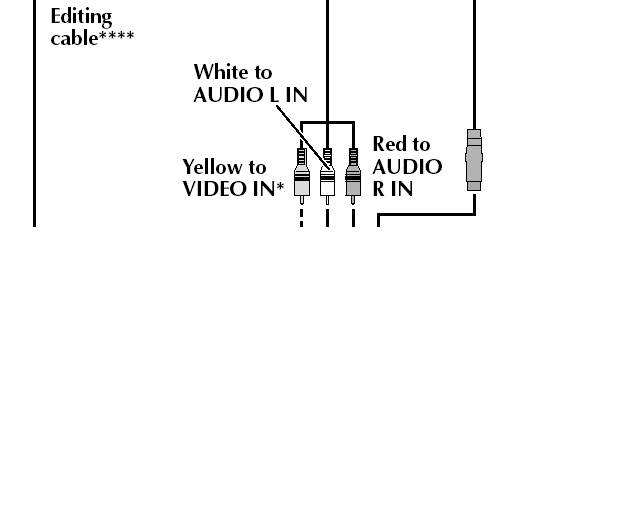 Editing
cable****
White to
AUDIO L IN
Yellow to
VIDEO IN*
Red to
AUDIO
R IN